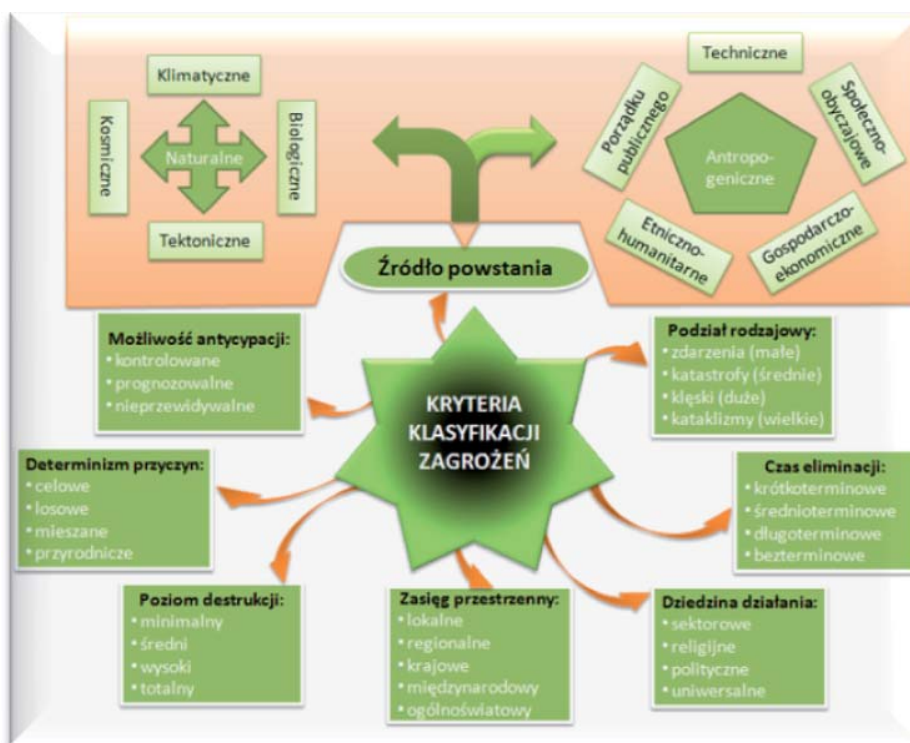 Klimatyczne
Kosmiczne
Naturalne
Biologiczne
Tektoniczne
Techniczne
Porządku
publicznego
Społeczno-
obyczajowe
Antropo-
geniczne
Etniczno-
humanitarne
Gospodarczo-
ekonomiczne
Źródło powstania
Możliwość antycypacji:
• kontrolowane
• prognozowalne
• nieprzewidywalne
Podział rodzajowy:
• zdarzenia (małe)
• katastrofy (średnie)
• klęski (duże)
• kataklizmy (wielkie)
KRYTERIA
KLASYFIKACJI
ZAGROŻEŃ
Determinizm przyczyn:
• celowe
• losowe
• mieszane
• przyrodnicze
Czas eliminacji:
• krótkoterminowe
• średnioterminowe
• długoterminowe
• bezterminowe
Poziom destrukcji:
• minimalny
• średni
• wysoki
• totalny
Zasięg przestrzenny:
• lokalne
• regionalne
• krajowe
• międzynarodowy
• ogólnoświatowy
Dziedzina działania:
• sektorowe
• religijne
• polityczne
• uniwersalne